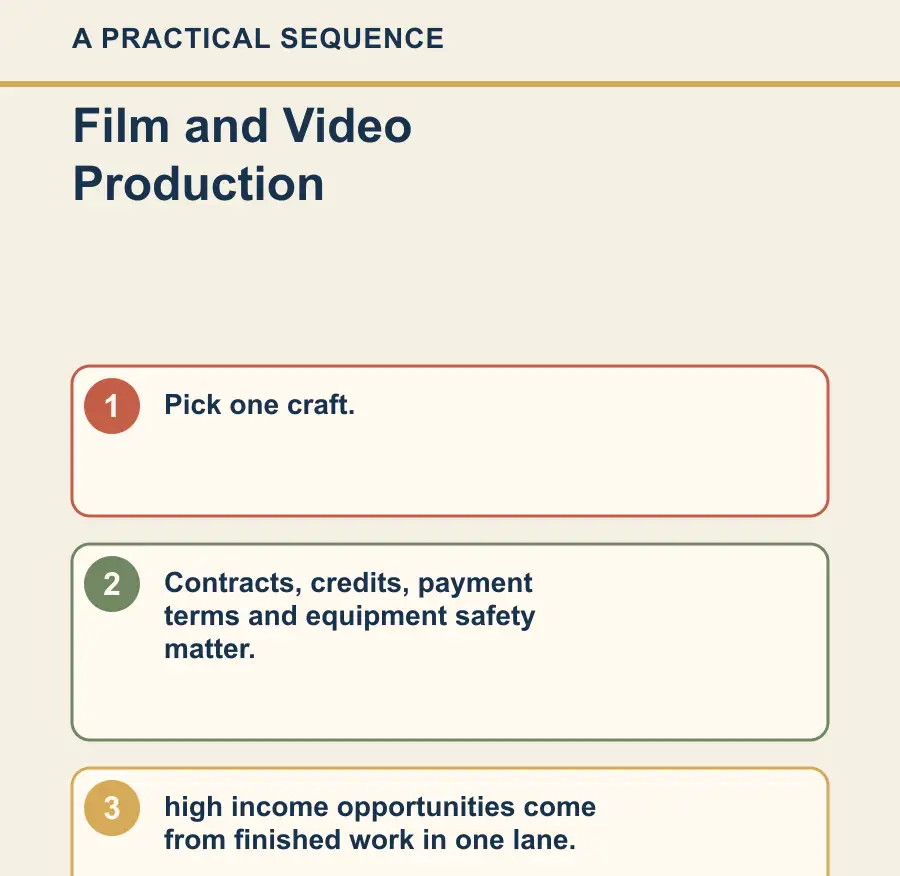 A PRACTICAL SEQUENCE
Film and Video
Production
1
Pick one craft.
2
Contracts, credits, payment
terms and equipment safety
matter.
3
high income opportunities come
from finished work in one lane.